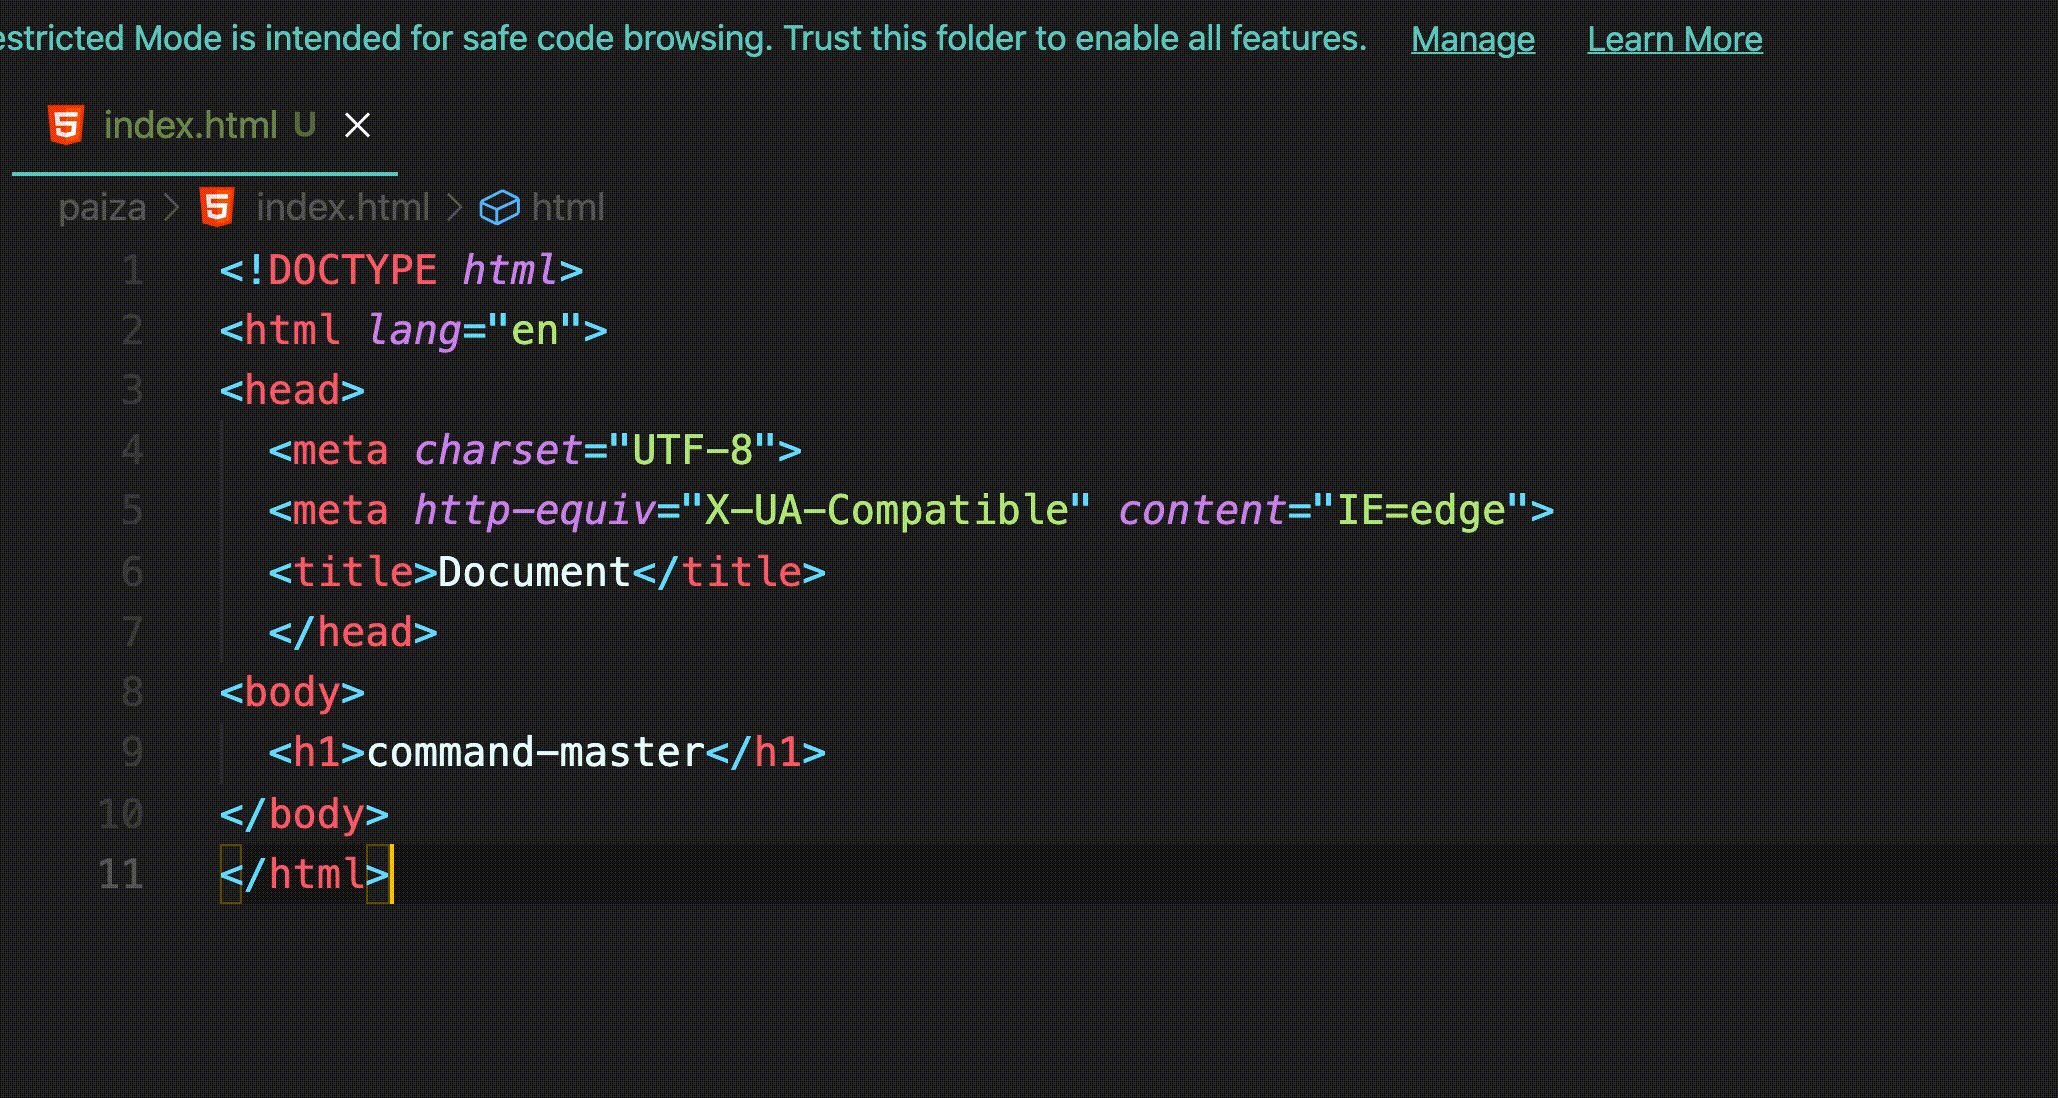 estricted Mode is intended for safe code browsing. Trust this folder to enable all features. Manage Learn More
index.html U
paiza > index.html > html
1 <!DOCTYPE html>
2 <html lang="en">
3 <head>
4 <meta charset="UTF-8">
5 <meta http-equiv="X-UA-Compatible" content="IE=edge">
6 <title>Document</title>
7 </head>
8 <body>
9 <h1>command-master</h1>
10 </body>
11 </html>